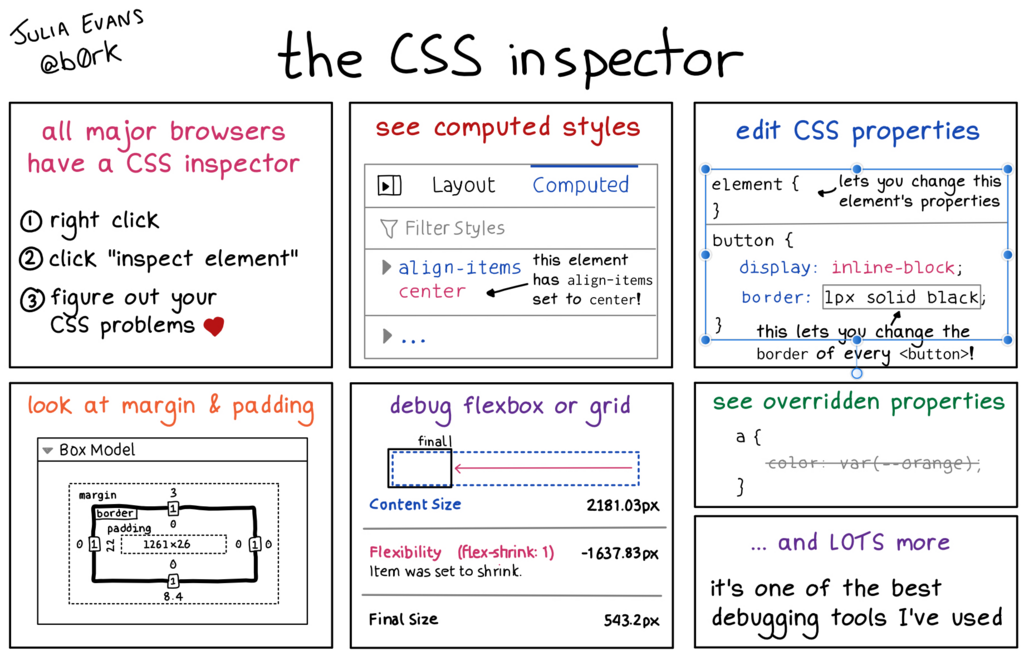 JULIA EVANS
@b0rk
the CSS inspector
all major browsers
have a CSS inspector
① right click
② click "inspect element"
③ figure out your
CSS problems ♥
see computed styles
Layout Computed
Filter Styles
align-items
center
this element
has align-items
set to center!
...
edit CSS properties
element {
}
lets you change this
element's properties
button {
display: inline-block;
border: 1px solid black;
}
this lets you change the
border of every <button>!
look at margin & padding
Box Model
margin
3
border
1
0
padding
0 1 22 1261×26 0 1 0
0
1
8.4
debug flexbox or grid
final
Content Size 2181.03px
Flexibility (flex-shrink: 1) -1637.83px
Item was set to shrink.
Final Size 543.2px
see overridden properties
a {
color: var(--orange);
}
... and LOTS more
it's one of the best
debugging tools I've used